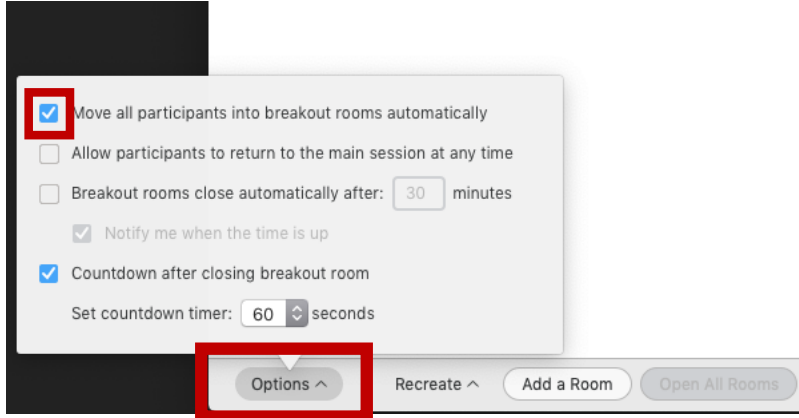 Move all participants into breakout rooms automatically
Allow participants to return to the main session at any time
Breakout rooms close automatically after: 30 minutes
Notify me when the time is up
Countdown after closing breakout room
Set countdown timer: 60 seconds
Options Recreate Add a Room Open All Rooms